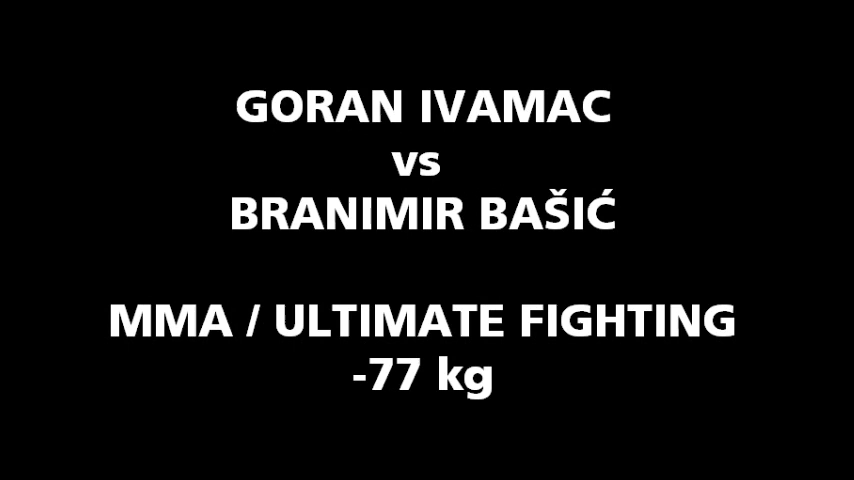 GORAN IVAMAC
vs
BRANIMIR BAŠIĆ
MMA / ULTIMATE FIGHTING
-77 kg